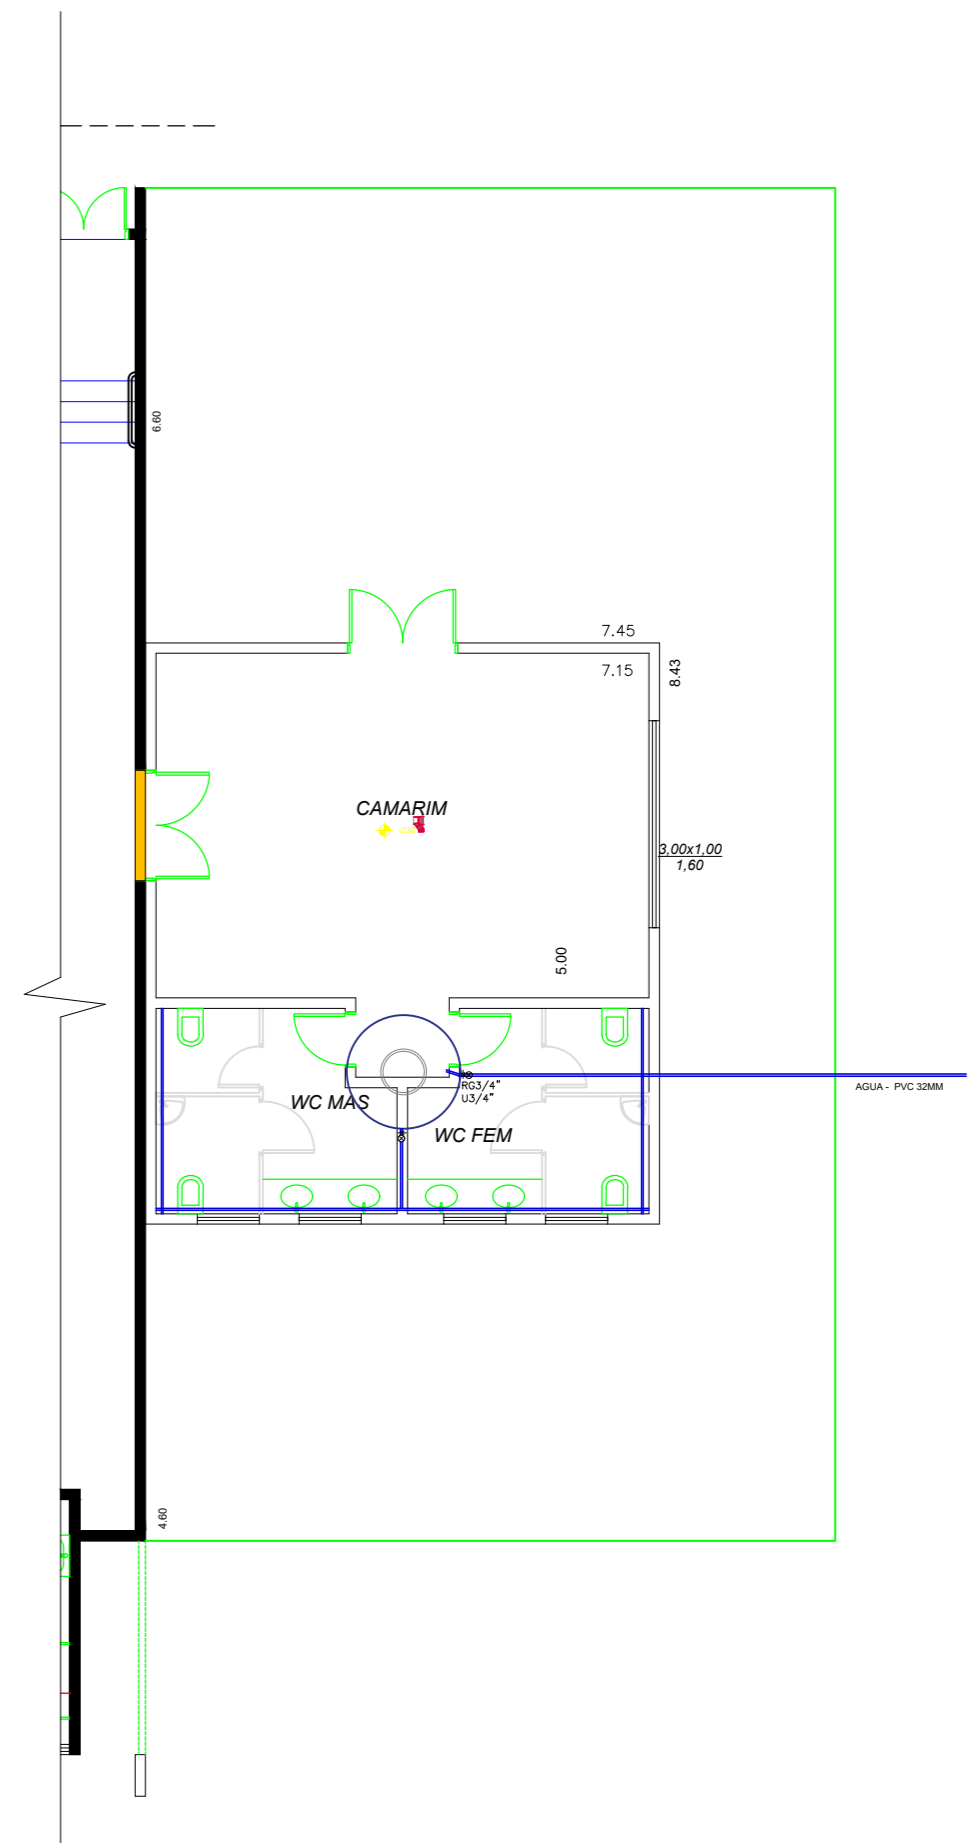 6.60
7.45
7.15
8.43
CAMARIM
3,00x1,00
1,60
5.00
RG3/4"
U3/4"
AGUA - PVC 32MM
WC MAS
WC FEM
4.60